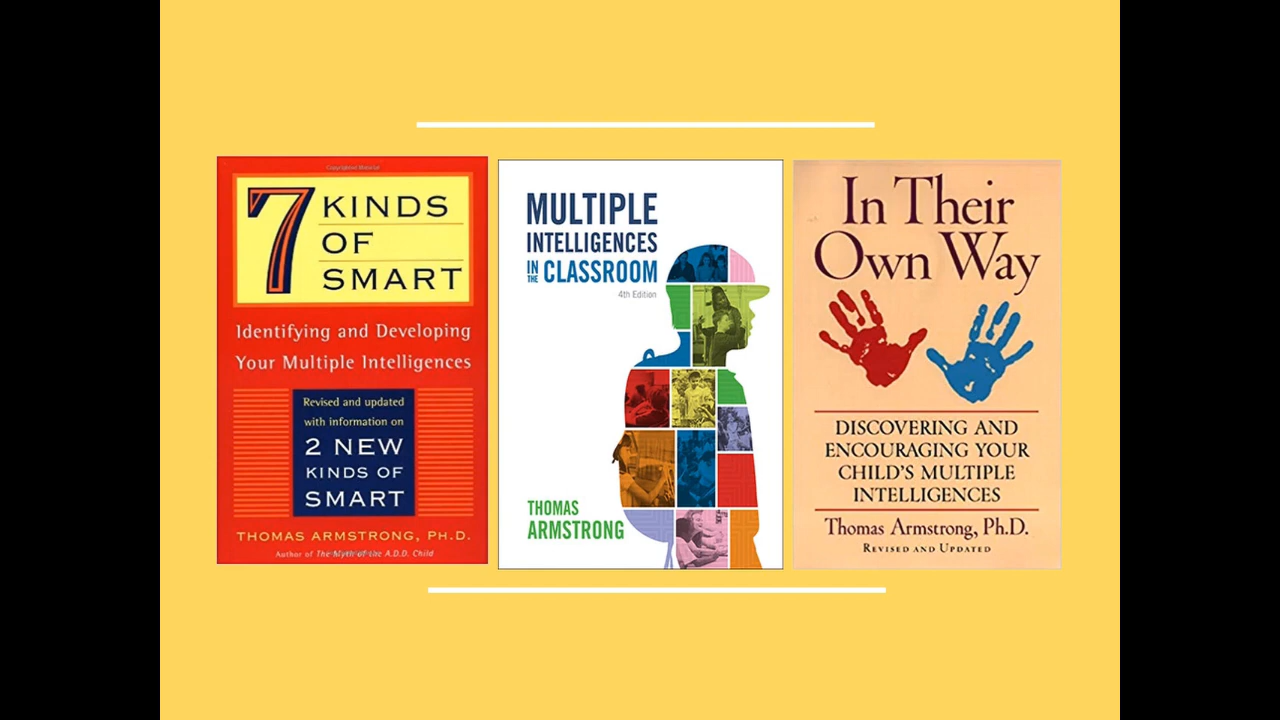 7 KINDS
OF
SMART
Identifying and Developing
Your Multiple Intelligences
Revised and updated
with information on
2 NEW
KINDS OF
SMART
THOMAS ARMSTRONG, PH.D.
Author of The Myth of the A.D.D. Child
MULTIPLE
INTELLIGENCES
IN THE CLASSROOM
4th Edition
THOMAS
ARMSTRONG
In Their
Own Way
DISCOVERING AND
ENCOURAGING YOUR
CHILD'S MULTIPLE
INTELLIGENCES
Thomas Armstrong, Ph.D.
REVISED AND UPDATED